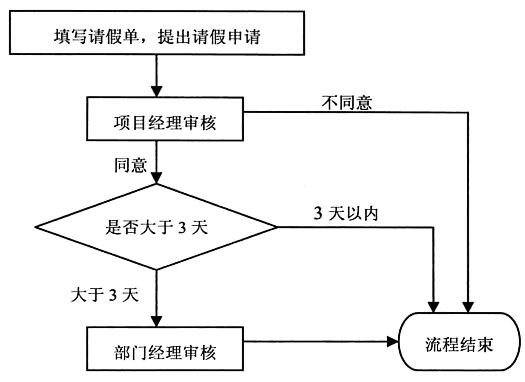 填写请假单，提出请假申请
不同意
项目经理审核
同意
是否大于 3 天
3 天以内
大于 3 天
部门经理审核
流程结束